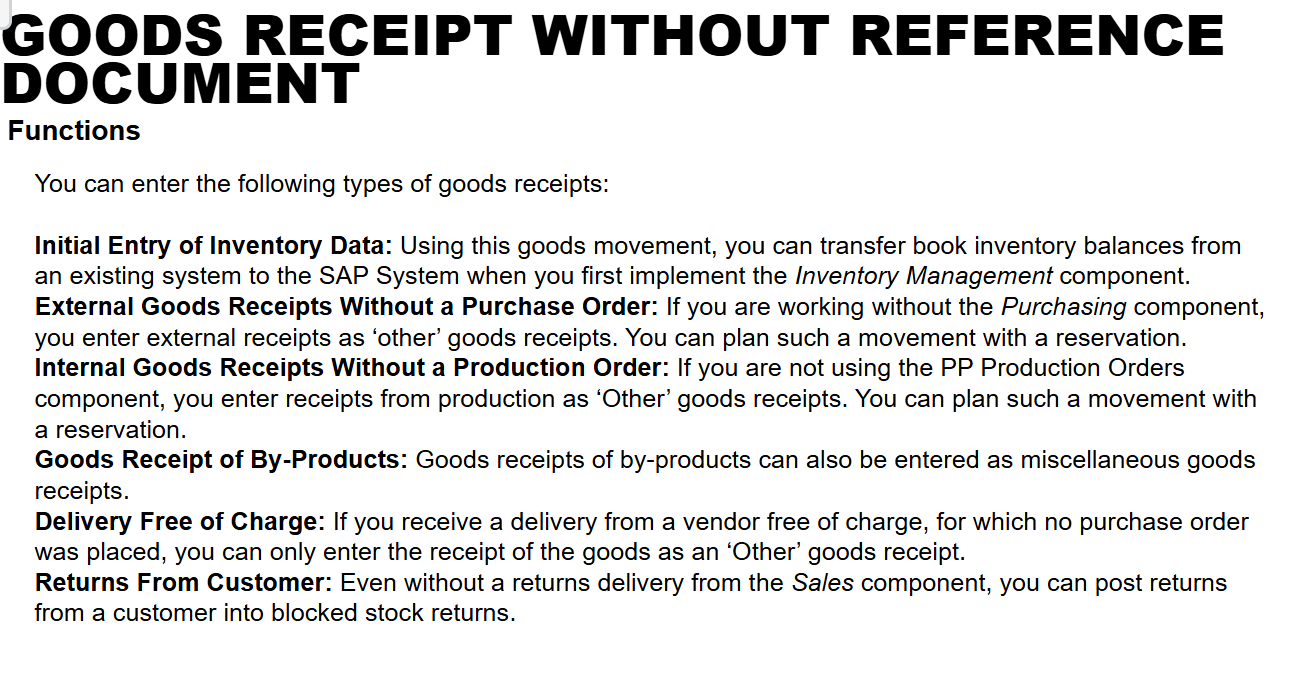 GOODS RECEIPT WITHOUT REFERENCE
DOCUMENT
Functions
You can enter the following types of goods receipts:
Initial Entry of Inventory Data: Using this goods movement, you can transfer book inventory balances from
an existing system to the SAP System when you first implement the Inventory Management component.
External Goods Receipts Without a Purchase Order: If you are working without the Purchasing component,
you enter external receipts as ‘other’ goods receipts. You can plan such a movement with a reservation.
Internal Goods Receipts Without a Production Order: If you are not using the PP Production Orders
component, you enter receipts from production as ‘Other’ goods receipts. You can plan such a movement with
a reservation.
Goods Receipt of By-Products: Goods receipts of by-products can also be entered as miscellaneous goods
receipts.
Delivery Free of Charge: If you receive a delivery from a vendor free of charge, for which no purchase order
was placed, you can only enter the receipt of the goods as an ‘Other’ goods receipt.
Returns From Customer: Even without a returns delivery from the Sales component, you can post returns
from a customer into blocked stock returns.